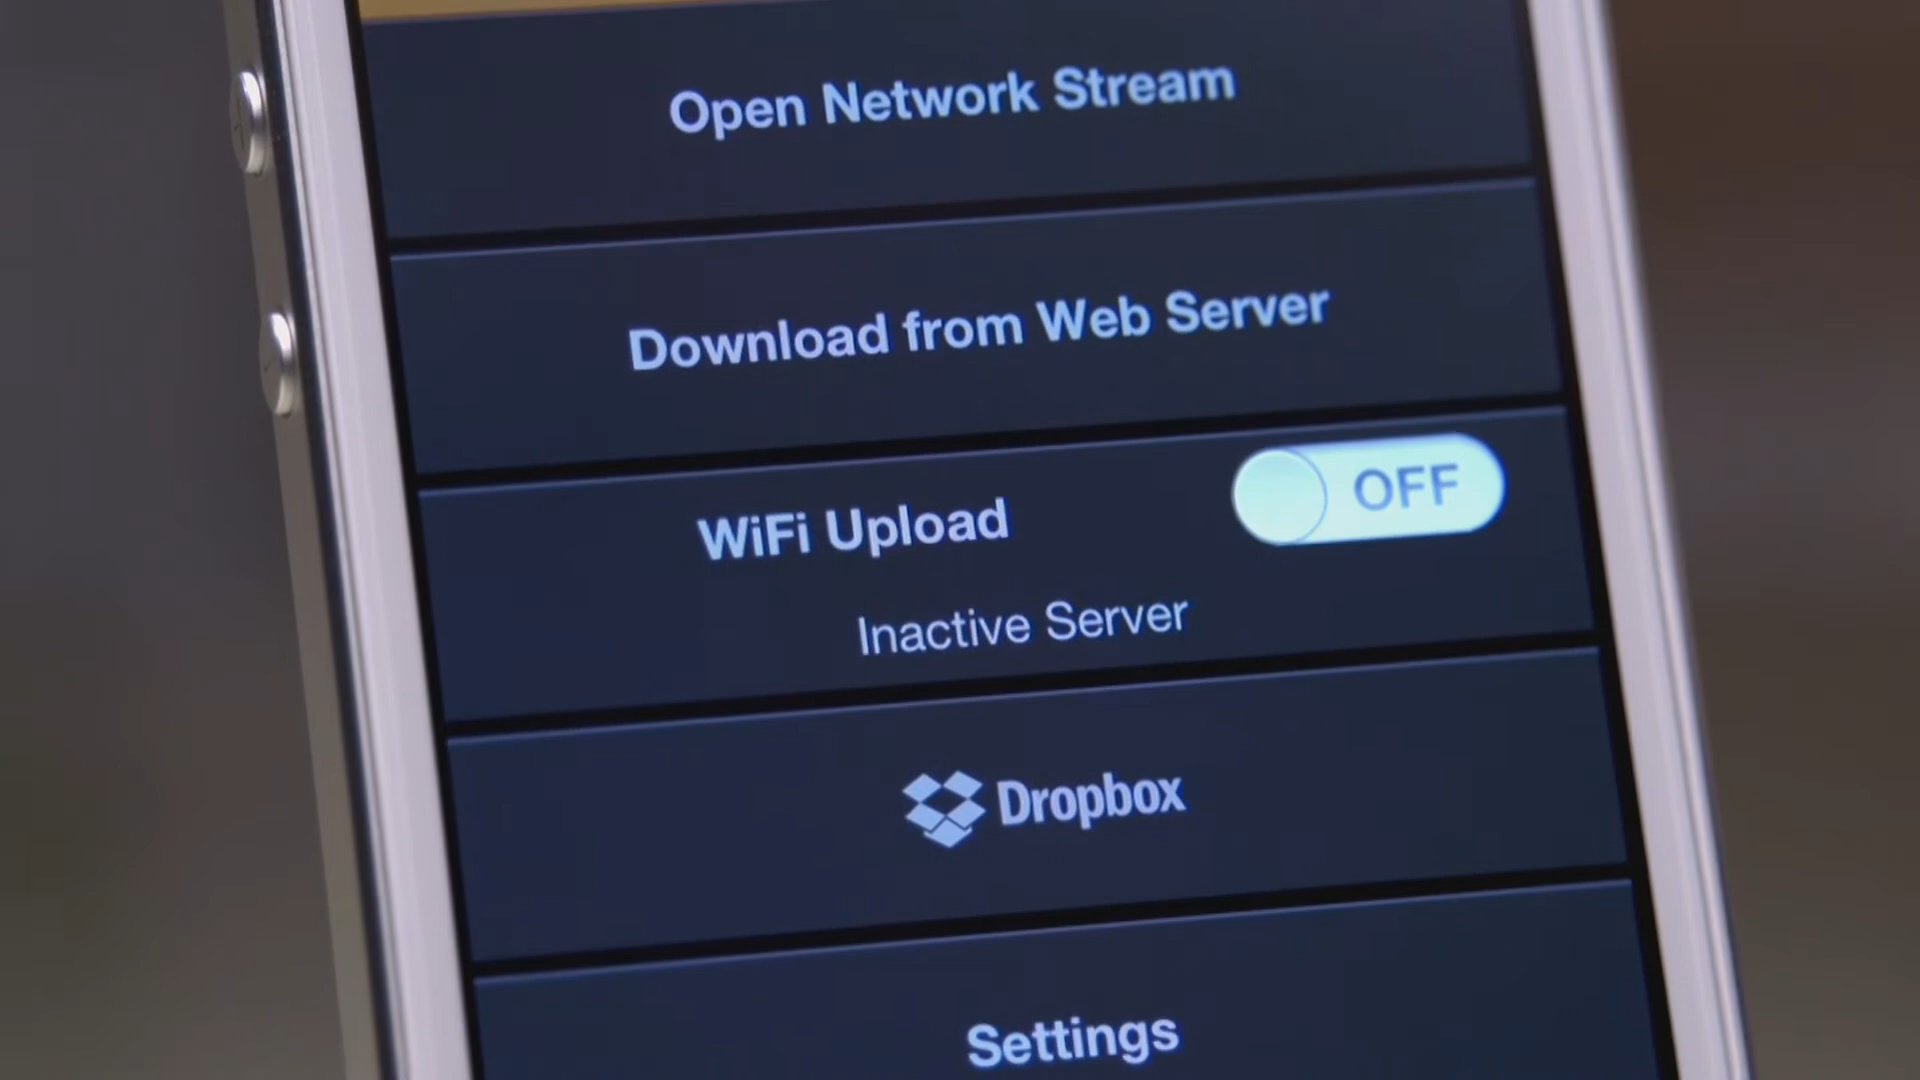 Open Network Stream
Download from Web Server
WiFi Upload
OFF
Inactive Server
Dropbox
Settings